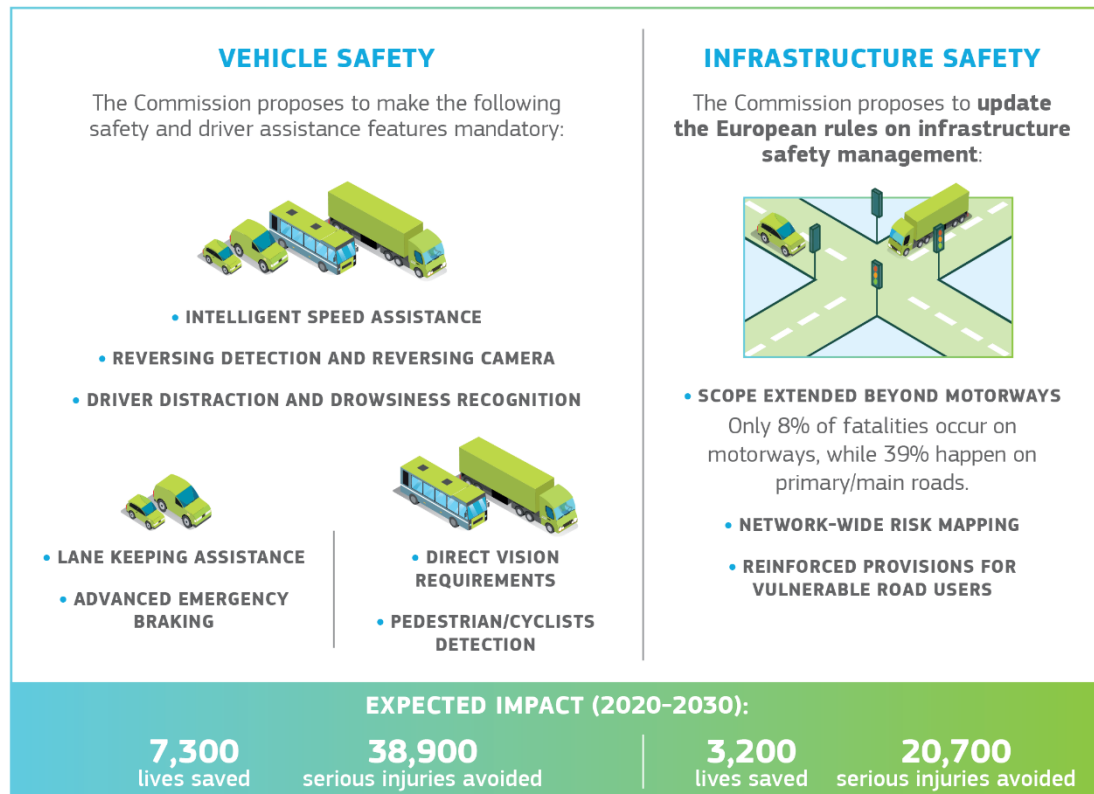 VEHICLE SAFETY
The Commission proposes to make the following
safety and driver assistance features mandatory:
• INTELLIGENT SPEED ASSISTANCE
• REVERSING DETECTION AND REVERSING CAMERA
• DRIVER DISTRACTION AND DROWSINESS RECOGNITION
• LANE KEEPING ASSISTANCE
• ADVANCED EMERGENCY
BRAKING
• DIRECT VISION
REQUIREMENTS
• PEDESTRIAN/CYCLISTS
DETECTION
INFRASTRUCTURE SAFETY
The Commission proposes to update
the European rules on infrastructure
safety management:
• SCOPE EXTENDED BEYOND MOTORWAYS
Only 8% of fatalities occur on
motorways, while 39% happen on
primary/main roads.
• NETWORK-WIDE RISK MAPPING
• REINFORCED PROVISIONS FOR
VULNERABLE ROAD USERS
EXPECTED IMPACT (2020-2030):
7,300
lives saved
38,900
serious injuries avoided
3,200
lives saved
20,700
serious injuries avoided